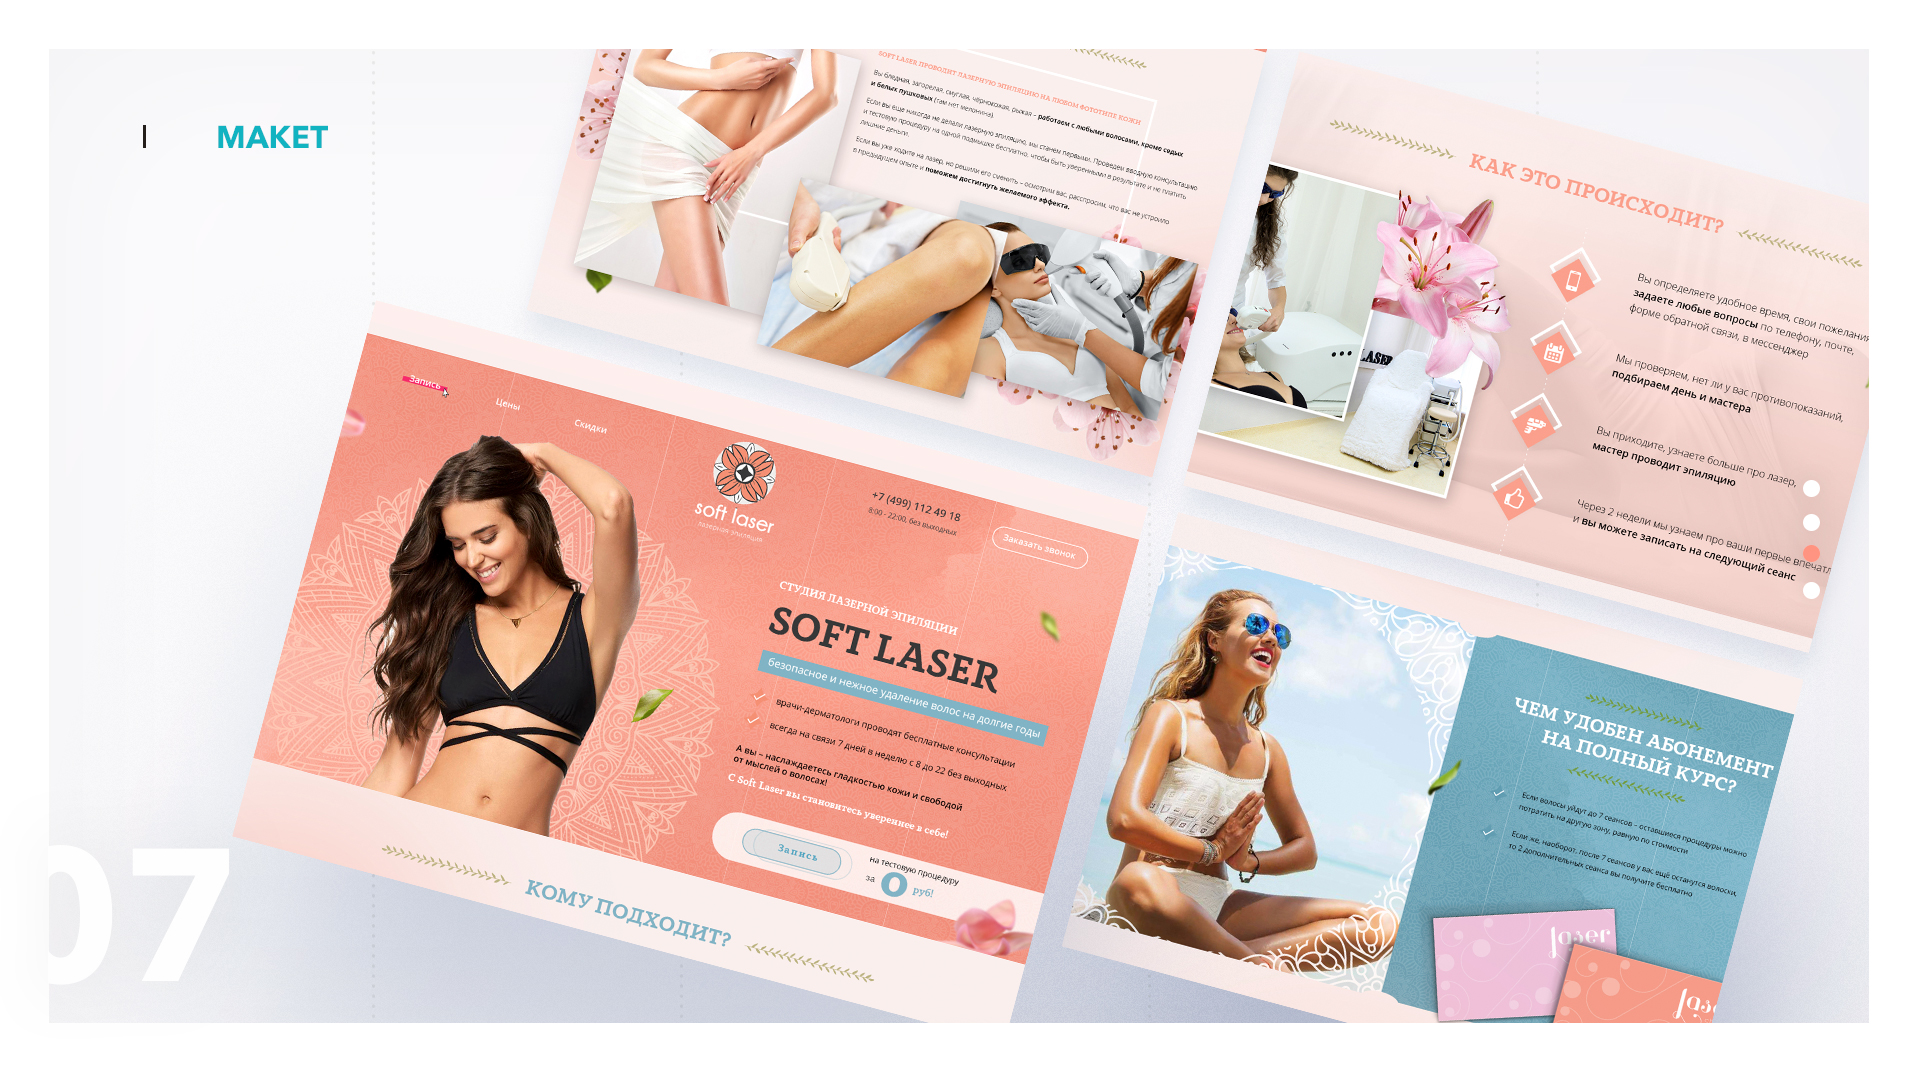 МАКЕТ
07
SOFT LASER ПРОВОДИТ ЛАЗЕРНУЮ ЭПИЛЯЦИЮ НА ЛЮБОМ ФОТОТИПЕ КОЖИ
Вы бледная, загорелая, смуглая, чернокожая, рыжая – работаем с любыми волосами, кроме седых
и белых пушковых (там нет меланина).
Если вы еще никогда не делали лазерную эпиляцию, мы станем первыми. Проведем вводную консультацию
и тестовую процедуру на одной подмышке бесплатно, чтобы быть уверенными в результате и не платить
лишние деньги.
Если вы уже ходите на лазер, но решили его сменить – осмотрим вас, расспросим, что вас не устроило
в предыдущем опыте и поможем достигнуть желаемого эффекта.
КАК ЭТО ПРОИСХОДИТ?
LASER
Вы определяете удобное время, свои пожелания
задаете любые вопросы по телефону, почте,
форме обратной связи, в мессенджер
Мы проверяем, нет ли у вас противопоказаний,
подбираем день и мастера
Вы приходите, узнаете больше про лазер,
мастер проводит эпиляцию
Через 2 недели мы узнаем про ваши первые впечатл
и вы можете записать на следующий сеанс
Запись
Цены
Скидки
soft laser
лазерная эпиляция
+7 (499) 112 49 18
8:00 - 22:00, без выходных
Заказать звонок
СТУДИЯ ЛАЗЕРНОЙ ЭПИЛЯЦИИ
SOFT LASER
Безопасное и нежное удаление волос на долгие годы
врачи-дерматологи проводят бесплатные консультации
всегда на связи 7 дней в неделю с 8 до 22 без выходных
А вы – наслаждаетесь гладкостью кожи и свободой
от мыслей о волосах!
С Soft Laser вы становитесь увереннее в себе!
Запись
на тестовую процедуру
за 0 руб!
КОМУ ПОДХОДИТ?
ЧЕМ УДОБЕН АБОНЕМЕНТ
НА ПОЛНЫЙ КУРС?
Если волосы уйдут до 7 сеансов – оставшиеся процедуры можно
потратить на другую зону, равную по стоимости
Если же, наоборот, после 7 сеансов у вас ещё останутся волоски,
то 2 дополнительных сеанса вы получите бесплатно
laser